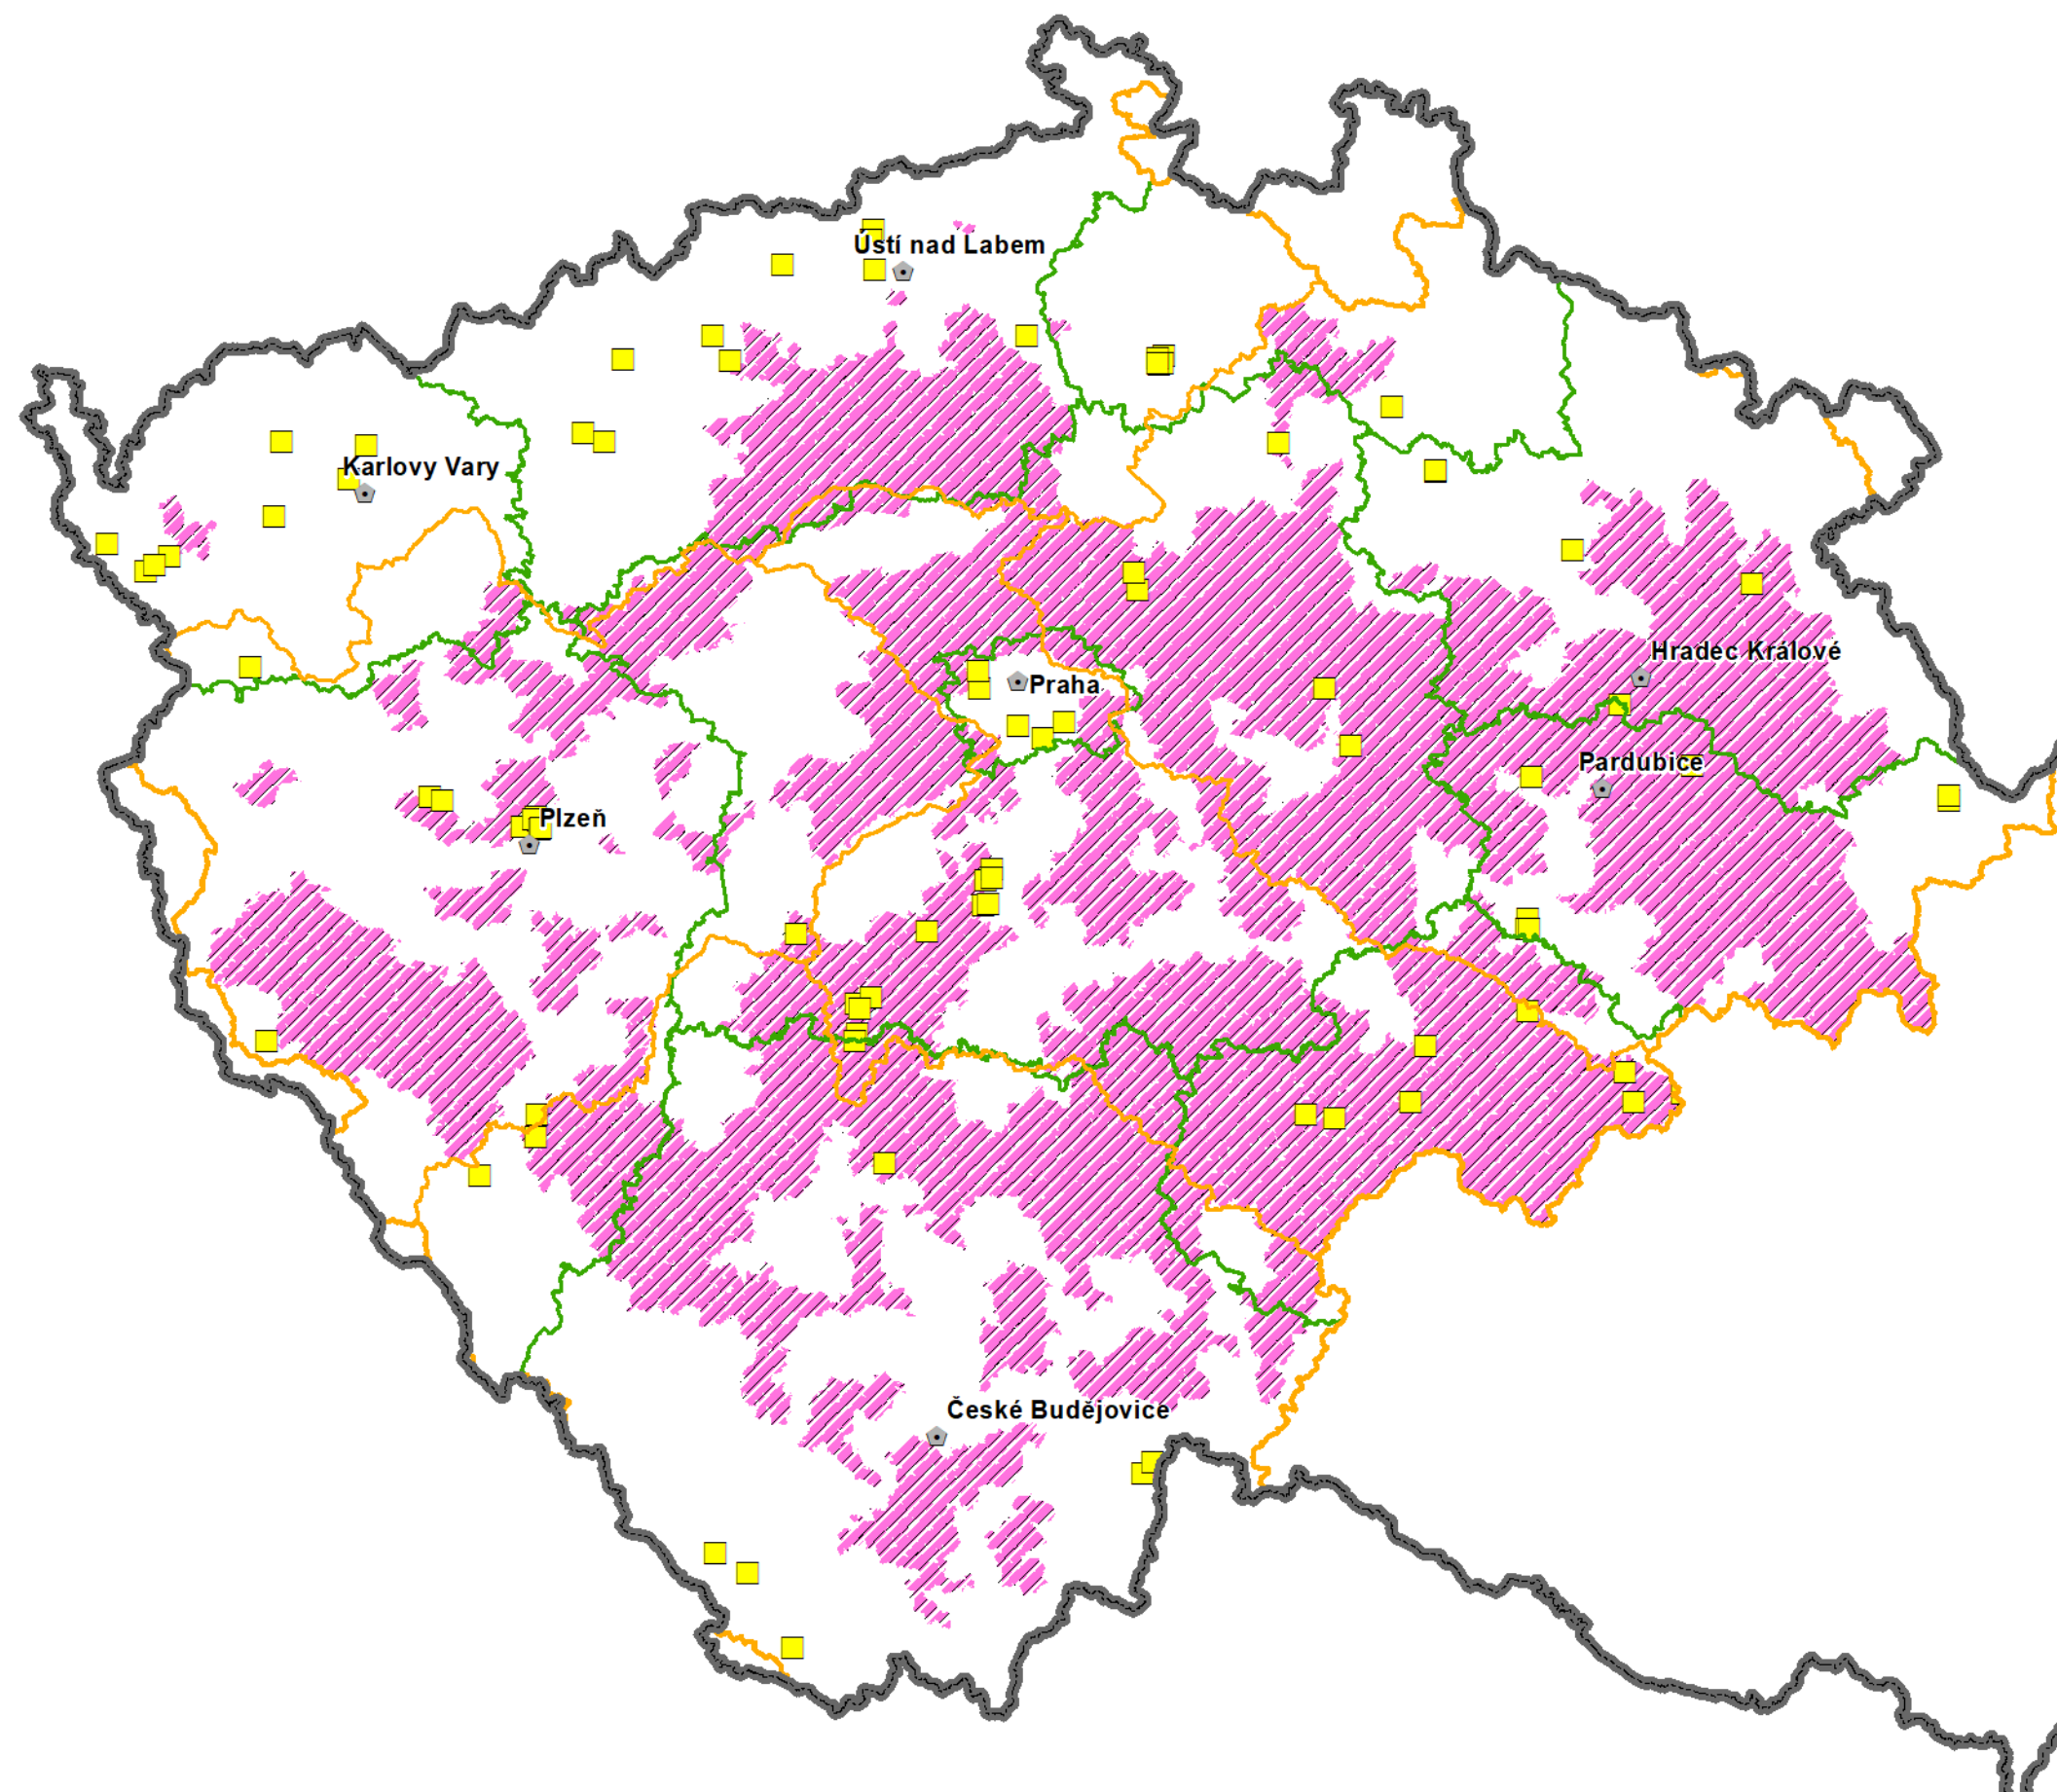 Ústí nad Labem
Karlovy Vary
Hradec Králové
Praha
Pardubice
Plzeň
České Budějovice